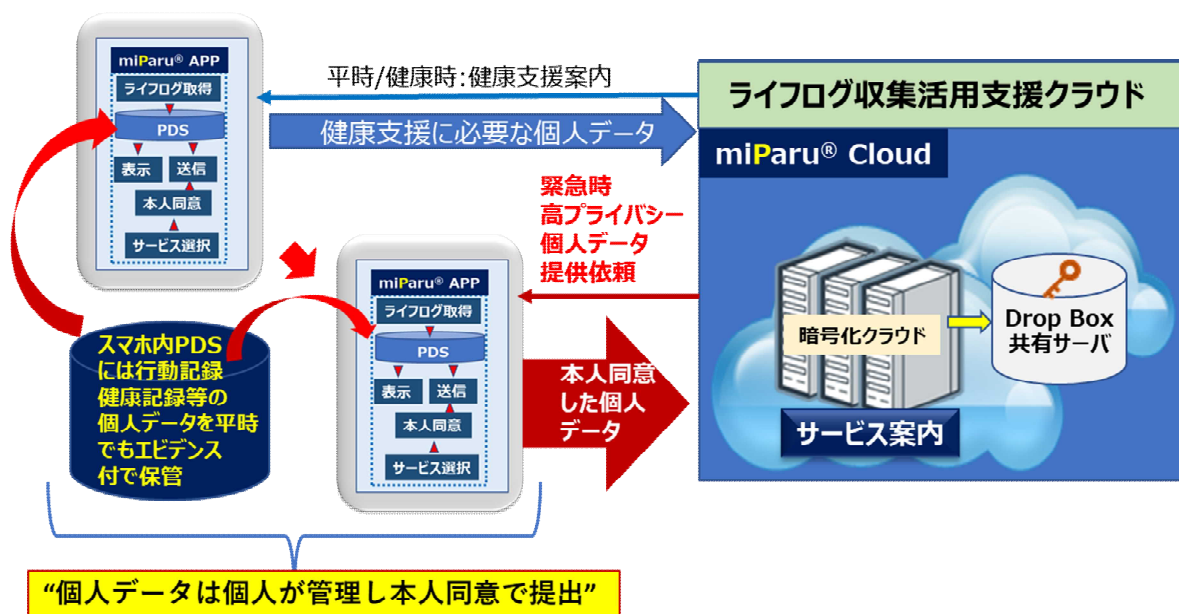 miParu® APP
ライフログ取得
PDS
表示
送信
本人同意
サービス選択
平時/健康時:健康支援案内
健康支援に必要な個人データ
ライフログ収集活用支援クラウド
miParu® Cloud
緊急時
高プライバシー
個人データ
提供依頼
暗号化クラウド
Drop Box
共有サーバ
サービス案内
スマホ内PDS
には行動記録
健康記録等の
個人データを平時
でもエビデンス
付で保管
miParu® APP
ライフログ取得
PDS
表示
送信
本人同意
サービス選択
本人同意
した個人
データ
“個人データは個人が管理し本人同意で提出”